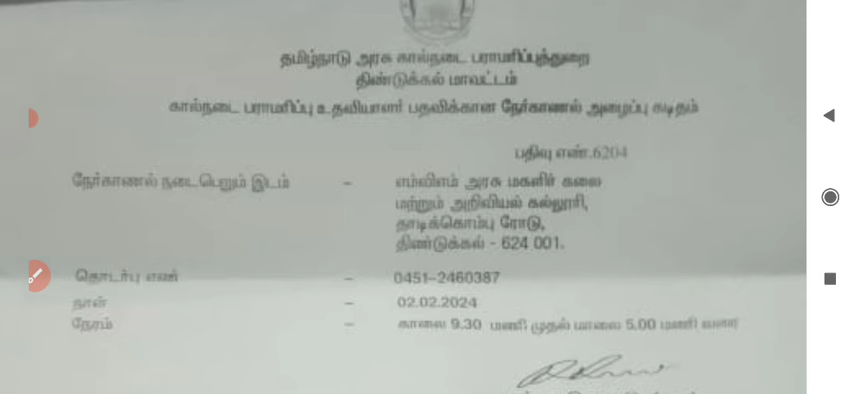 தமிழ்நாடு அரசு கால்நடை பராமரிப்புத்துறை
திண்டுக்கல் மாவட்டம்
கால்நடை பராமரிப்பு உதவியாளர் பதவிக்கான நேர்காணல் அழைப்பு கடிதம்
பதிவு எண்.6204
நேர்காணல் நடைபெறும் இடம் – எம்விஎம் அரசு மகளிர் கலை
மற்றும் அறிவியல் கல்லூரி,
தாடிக்கொம்பு ரோடு,
திண்டுக்கல் - 624 001.
தொடர்பு எண் – 0451–2460387
நாள் – 02.02.2024
நேரம் – காலை 9.30 மணி முதல் மாலை 5.00 மணி வரை